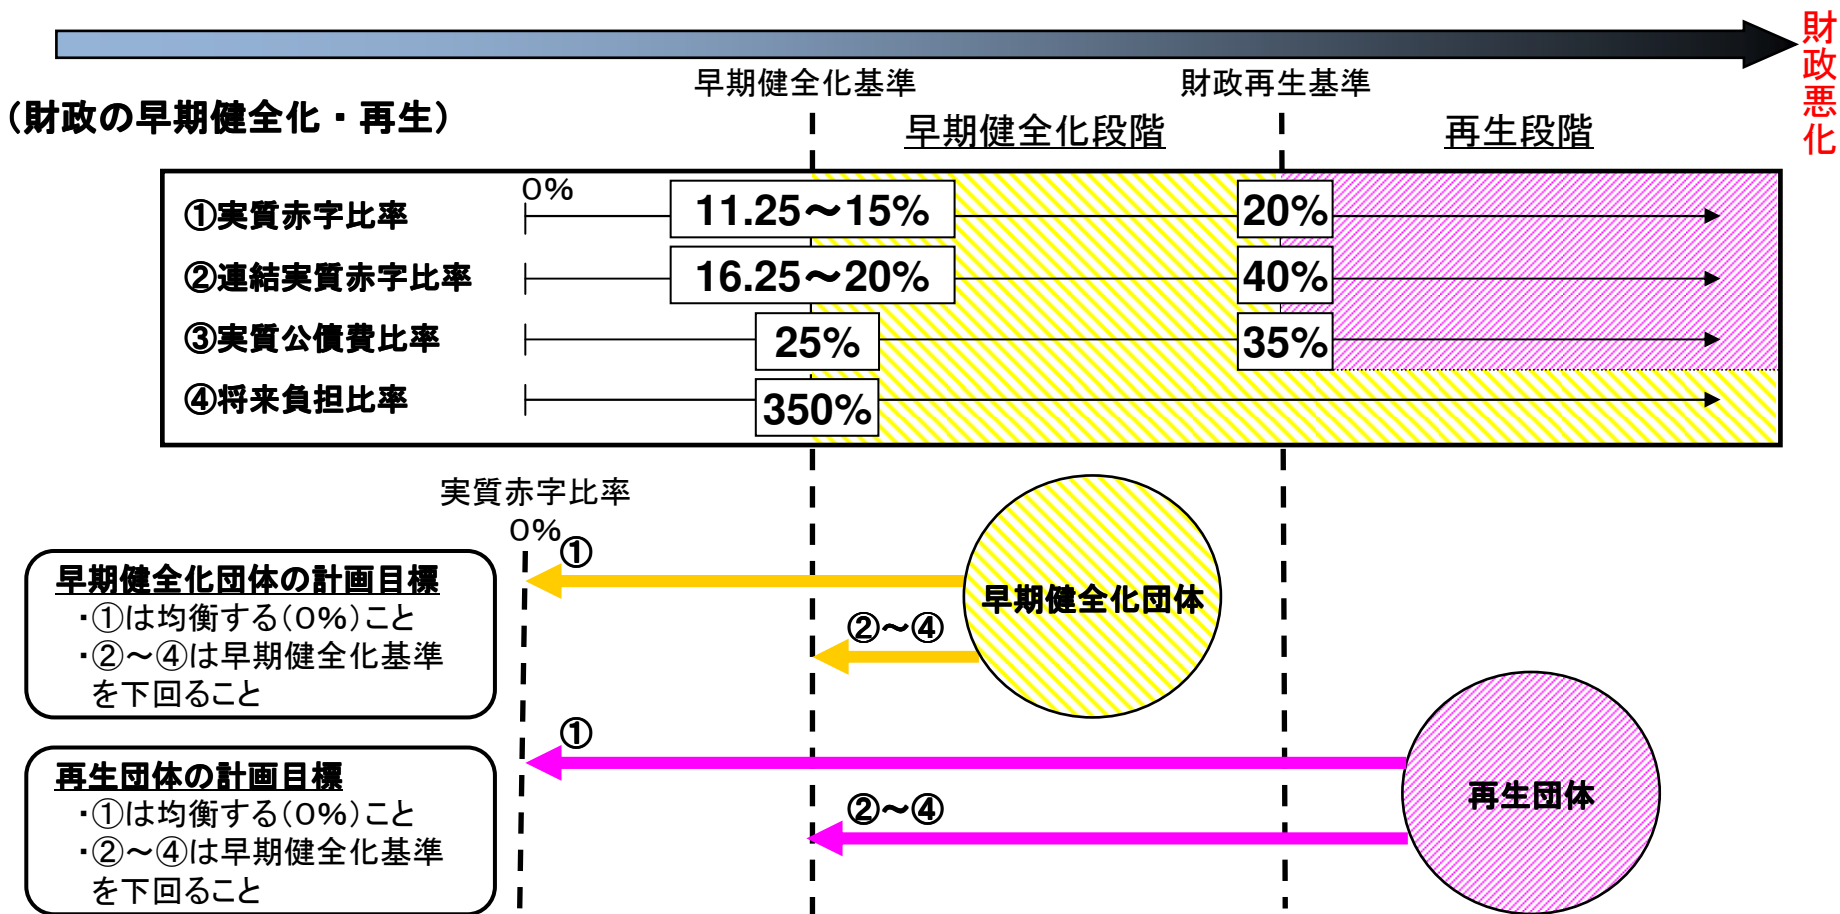 財政悪化
早期健全化基準
財政再生基準
（財政の早期健全化・再生）
早期健全化段階
再生段階
①実質赤字比率
0%
11.25～15%
20%
②連結実質赤字比率
16.25～20%
40%
③実質公債費比率
25%
35%
④将来負担比率
350%
実質赤字比率
0%
早期健全化団体の計画目標
・①は均衡する(0%)こと
・②～④は早期健全化基準
を下回ること
①
②～④
早期健全化団体
再生団体の計画目標
・①は均衡する(0%)こと
・②～④は早期健全化基準
を下回ること
①
②～④
再生団体